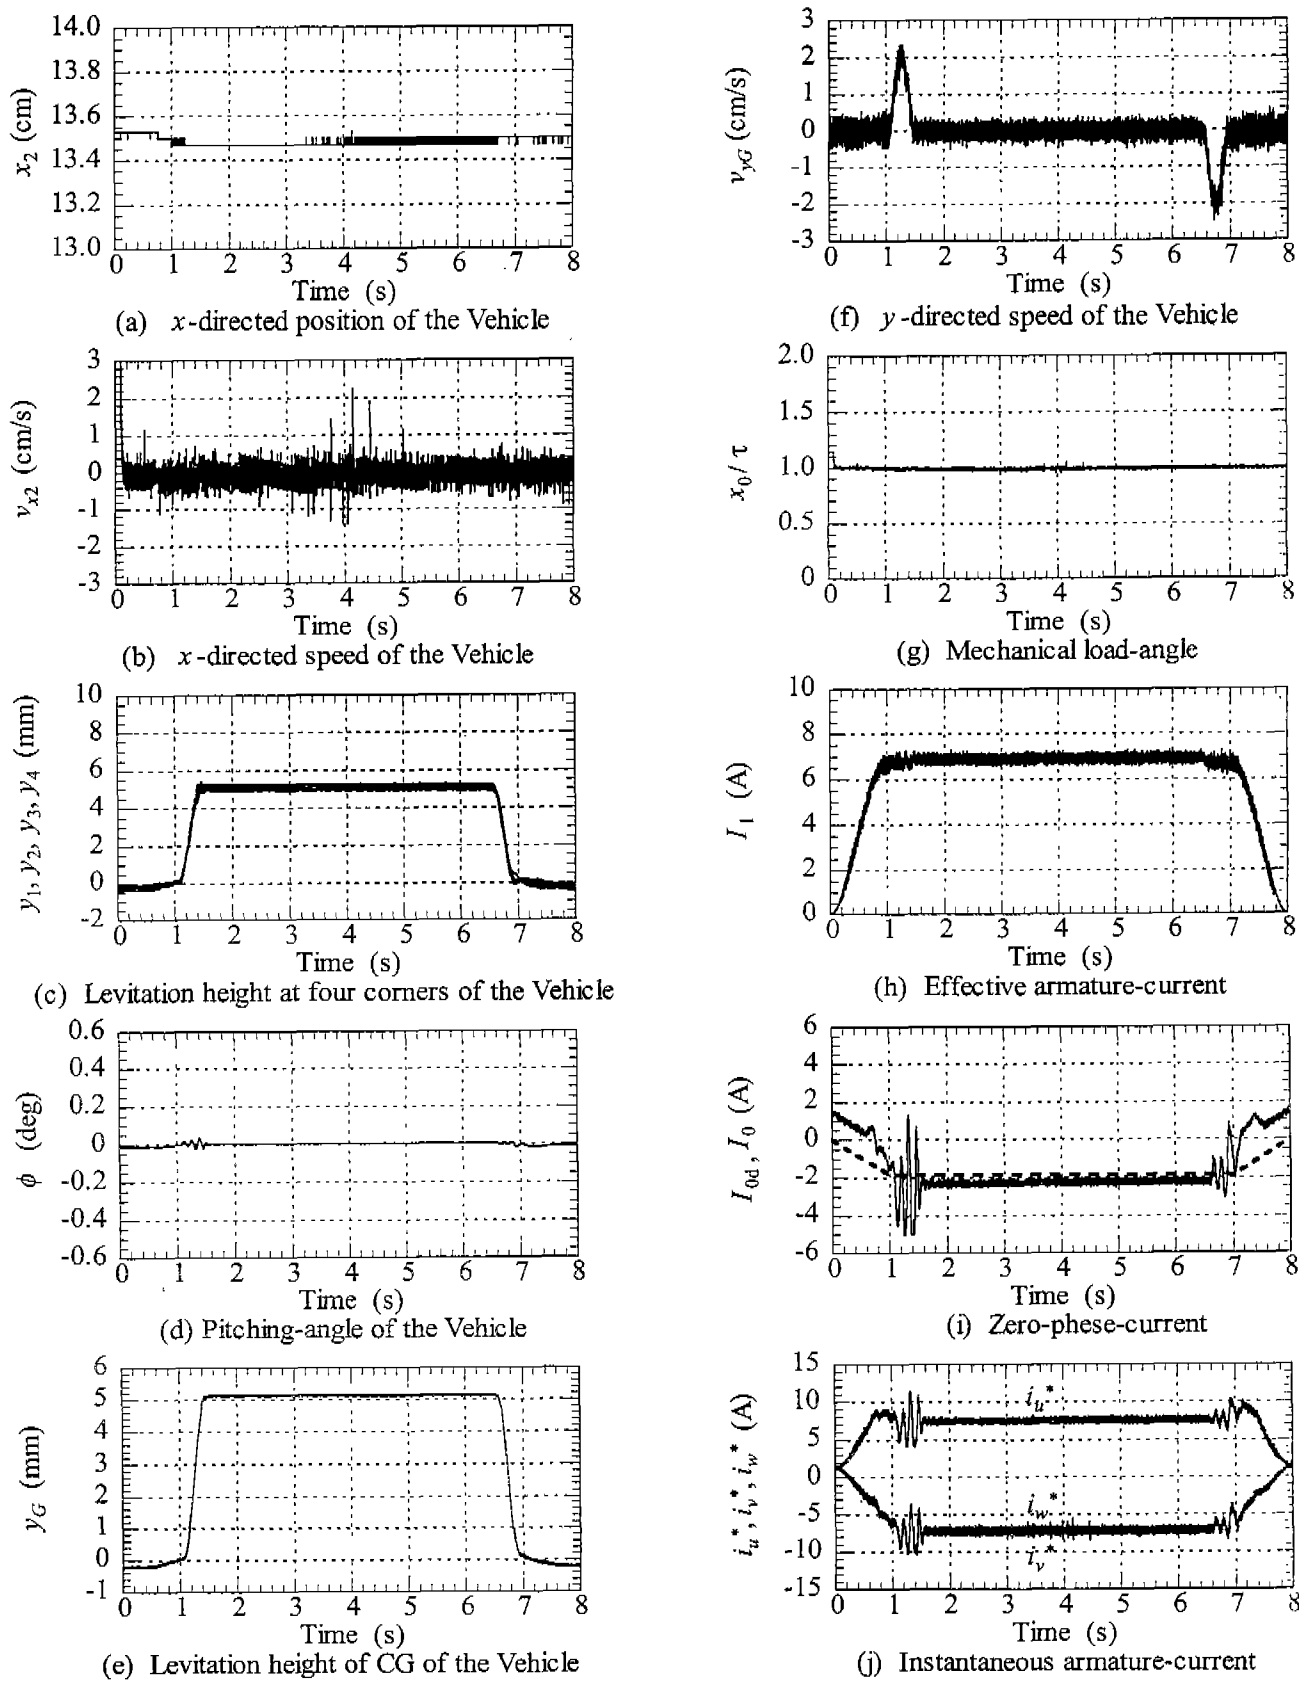 14.0
13.8
13.6
13.4
13.2
13.0
x2 (cm)
0 1 2 3 4 5 6 7 8
Time (s)
(a) x-directed position of the Vehicle
3
2
1
0
-1
-2
-3
vx2 (cm/s)
0 1 2 3 4 5 6 7 8
Time (s)
(b) x-directed speed of the Vehicle
10
8
6
4
2
0
-2
y1, y2, y3, y4 (mm)
0 1 2 3 4 5 6 7 8
Time (s)
(c) Levitation height at four corners of the Vehicle
0.6
0.4
0.2
0
-0.2
-0.4
-0.6
ϕ (deg)
0 1 2 3 4 5 6 7 8
Time (s)
(d) Pitching-angle of the Vehicle
6
5
4
3
2
1
0
-1
yG (mm)
0 1 2 3 4 5 6 7 8
Time (s)
(e) Levitation height of CG of the Vehicle
3
2
1
0
-1
-2
-3
vyG (cm/s)
0 1 2 3 4 5 6 7 8
Time (s)
(f) y-directed speed of the Vehicle
2.0
1.5
1.0
0.5
0
x0/τ
0 1 2 3 4 5 6 7 8
Time (s)
(g) Mechanical load-angle
10
8
6
4
2
0
I1 (A)
0 1 2 3 4 5 6 7 8
Time (s)
(h) Effective armature-current
6
4
2
0
-2
-4
-6
I0d, I0 (A)
0 1 2 3 4 5 6 7 8
Time (s)
(i) Zero-phese-current
15
10
5
0
-5
-10
-15
iu*, iv*, iw* (A)
iu*
iw*
iv*
0 1 2 3 4 5 6 7 8
Time (s)
(j) Instantaneous armature-current